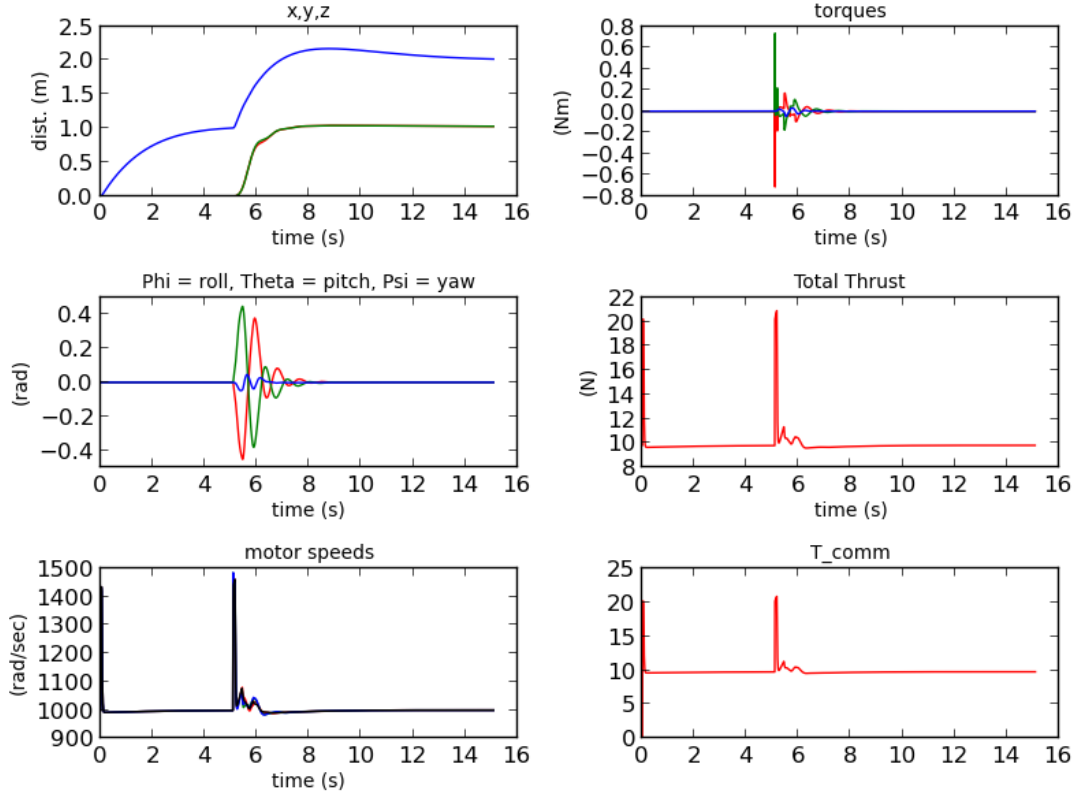 x,y,z
2.5
2.0
1.5
1.0
0.5
0.0
dist. (m)
0 2 4 6 8 10 12 14 16
time (s)
torques
0.8
0.6
0.4
0.2
0.0
−0.2
−0.4
−0.6
−0.8
(Nm)
0 2 4 6 8 10 12 14 16
time (s)
Phi = roll, Theta = pitch, Psi = yaw
0.4
0.2
0.0
−0.2
−0.4
(rad)
0 2 4 6 8 10 12 14 16
time (s)
Total Thrust
22
20
18
16
14
12
10
8
(N)
0 2 4 6 8 10 12 14 16
time (s)
motor speeds
1500
1400
1300
1200
1100
1000
900
(rad/sec)
0 2 4 6 8 10 12 14 16
time (s)
T_comm
25
20
15
10
5
0
0 2 4 6 8 10 12 14 16
time (s)